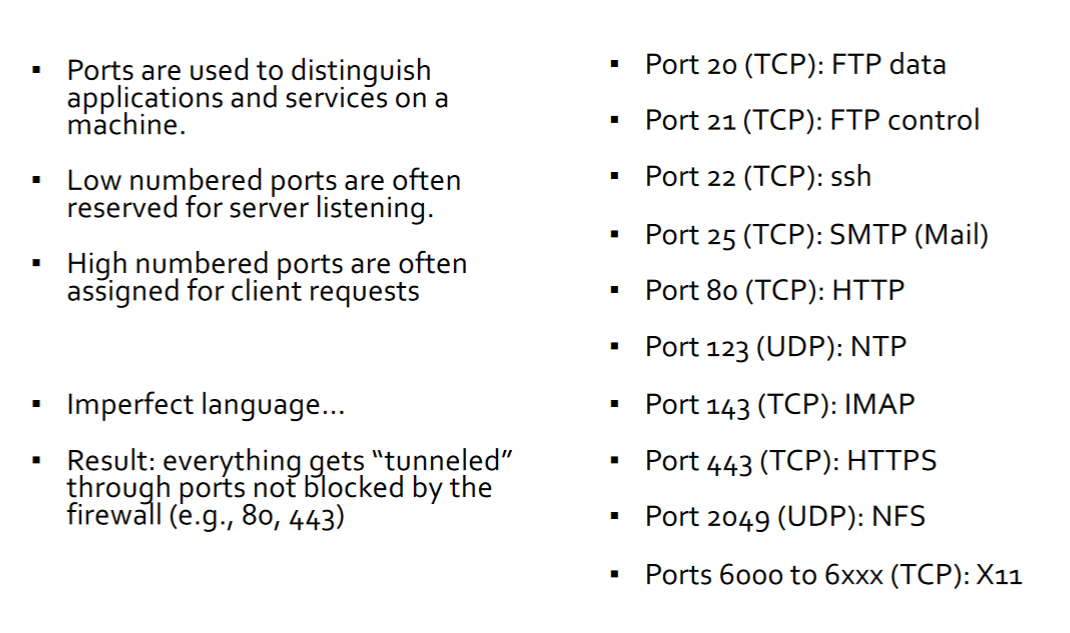 ▪ Ports are used to distinguish
applications and services on a
machine.
▪ Low numbered ports are often
reserved for server listening.
▪ High numbered ports are often
assigned for client requests
▪ Imperfect language…
▪ Result: everything gets “tunneled”
through ports not blocked by the
firewall (e.g., 80, 443)
▪ Port 20 (TCP): FTP data
▪ Port 21 (TCP): FTP control
▪ Port 22 (TCP): ssh
▪ Port 25 (TCP): SMTP (Mail)
▪ Port 80 (TCP): HTTP
▪ Port 123 (UDP): NTP
▪ Port 143 (TCP): IMAP
▪ Port 443 (TCP): HTTPS
▪ Port 2049 (UDP): NFS
▪ Ports 6000 to 6xxx (TCP): X11